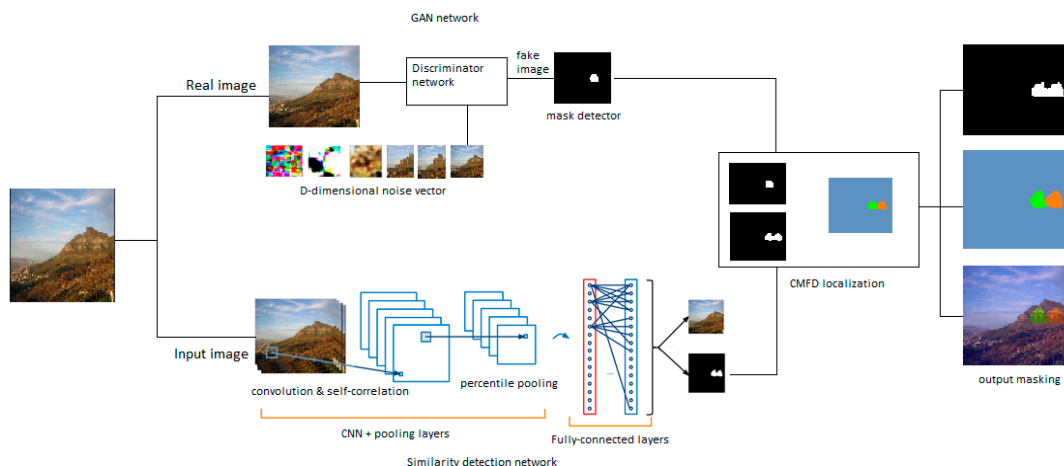 GAN network
Real image
Discriminator
network
fake
image
mask detector
D-dimensional noise vector
CMFD localization
Input image
convolution & self-correlation
percentile pooling
...
output masking
CNN + pooling layers
Fully-connected layers
Similarity detection network